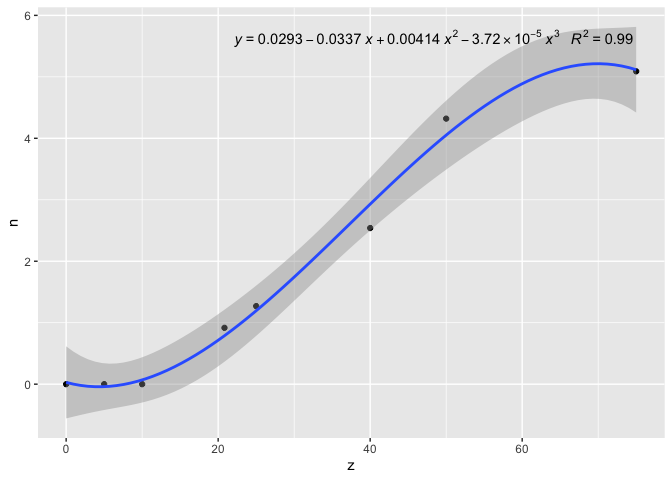 6
y = 0.0293 – 0.0337 x + 0.00414 x² – 3.72 × 10⁻⁵ x³ R² = 0.99
4
n
2
0
0 20 40 60
z